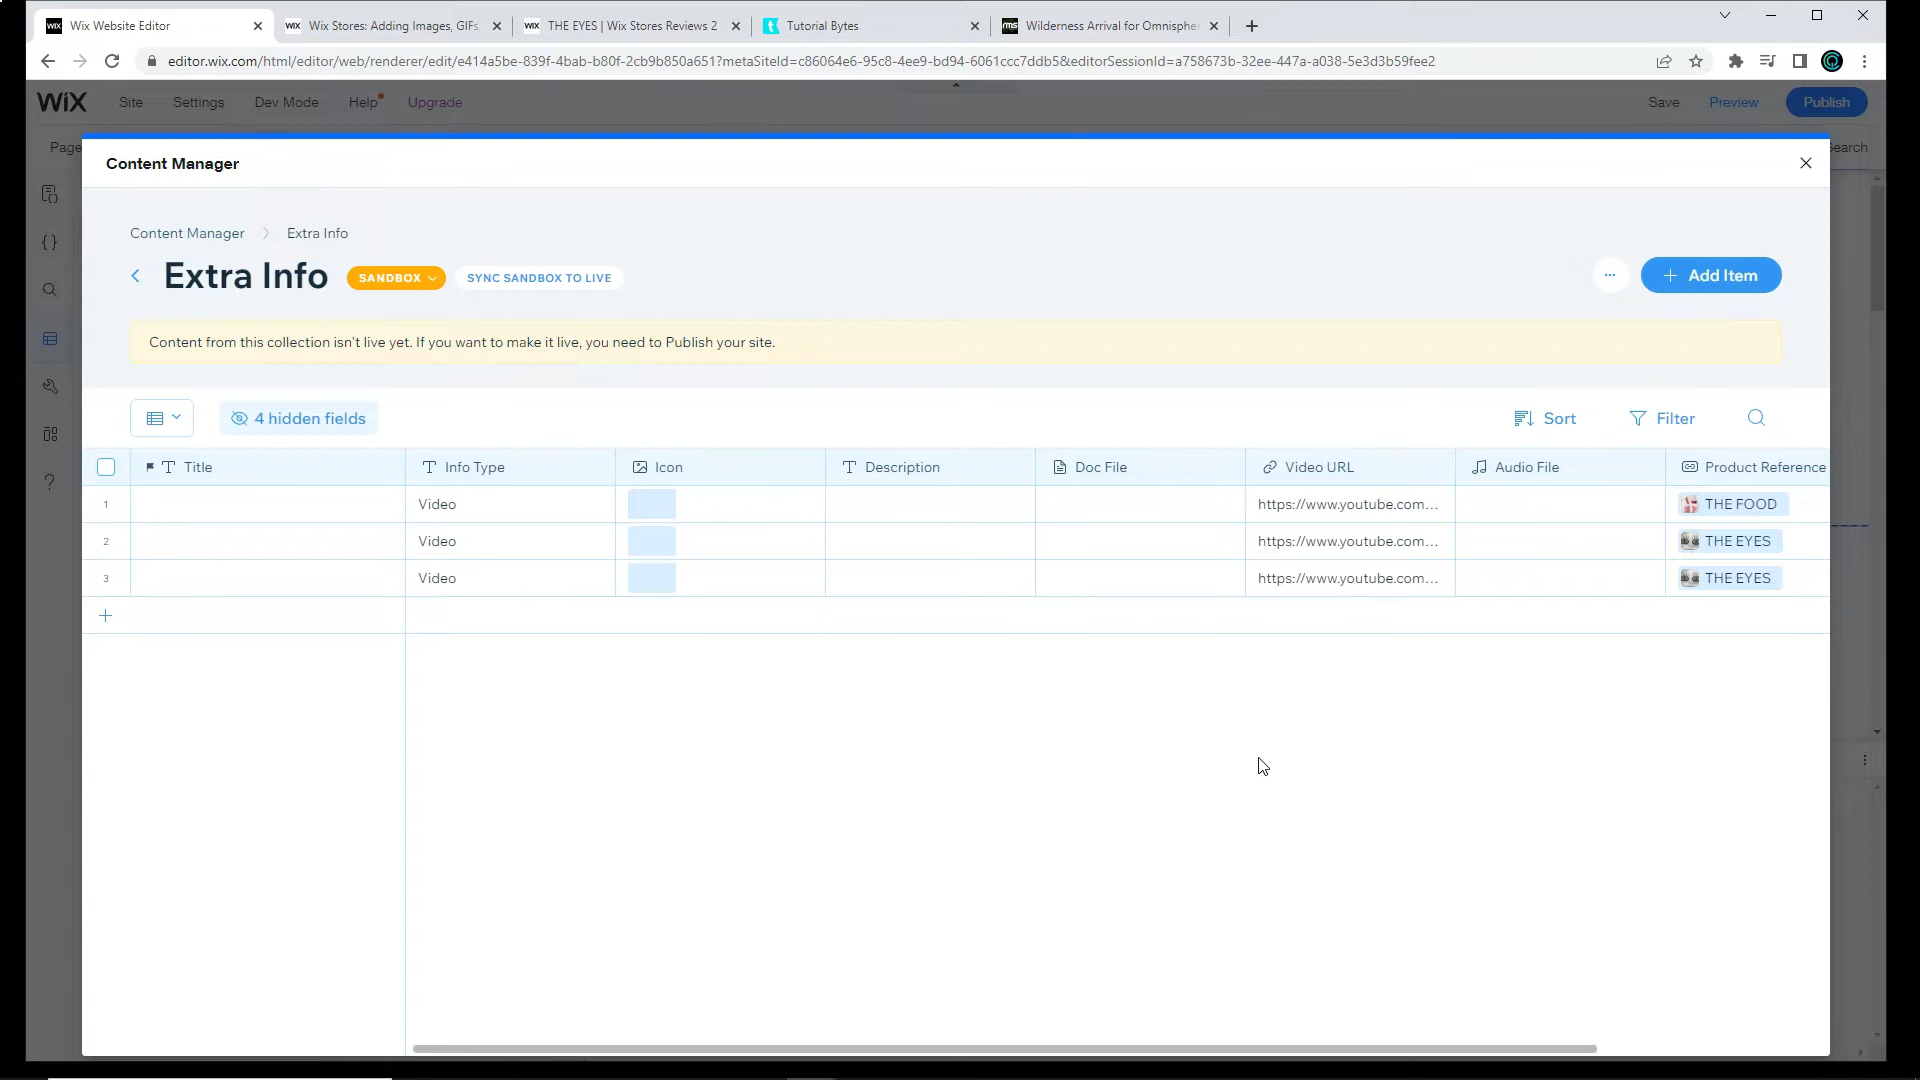 Wix Website Editor
Wix Stores: Adding Images, GIFs,
THE EYES | Wix Stores Reviews 2
Tutorial Bytes
Wilderness Arrival for Omnisphe
editor.wix.com/html/editor/web/renderer/edit/e414a5be-839f-4bab-b80f-2cb9b850a651?metaSiteId=c86064e6-95c8-4ee9-bd94-6061ccc7ddb5&editorSessionId=a758673b-32ee-447a-a038-5e3d3b59fee2
WiX Site Settings Dev Mode Help Upgrade Save Preview Publish
Page
Search
Content Manager
Content Manager Extra Info
Extra Info SANDBOX SYNC SANDBOX TO LIVE ... + Add Item
Content from this collection isn't live yet. If you want to make it live, you need to Publish your site.
4 hidden fields Sort Filter
Title Info Type Icon Description Doc File Video URL Audio File Product Reference
1 Video https://www.youtube.com... THE FOOD
2 Video https://www.youtube.com... THE EYES
3 Video https://www.youtube.com... THE EYES
+